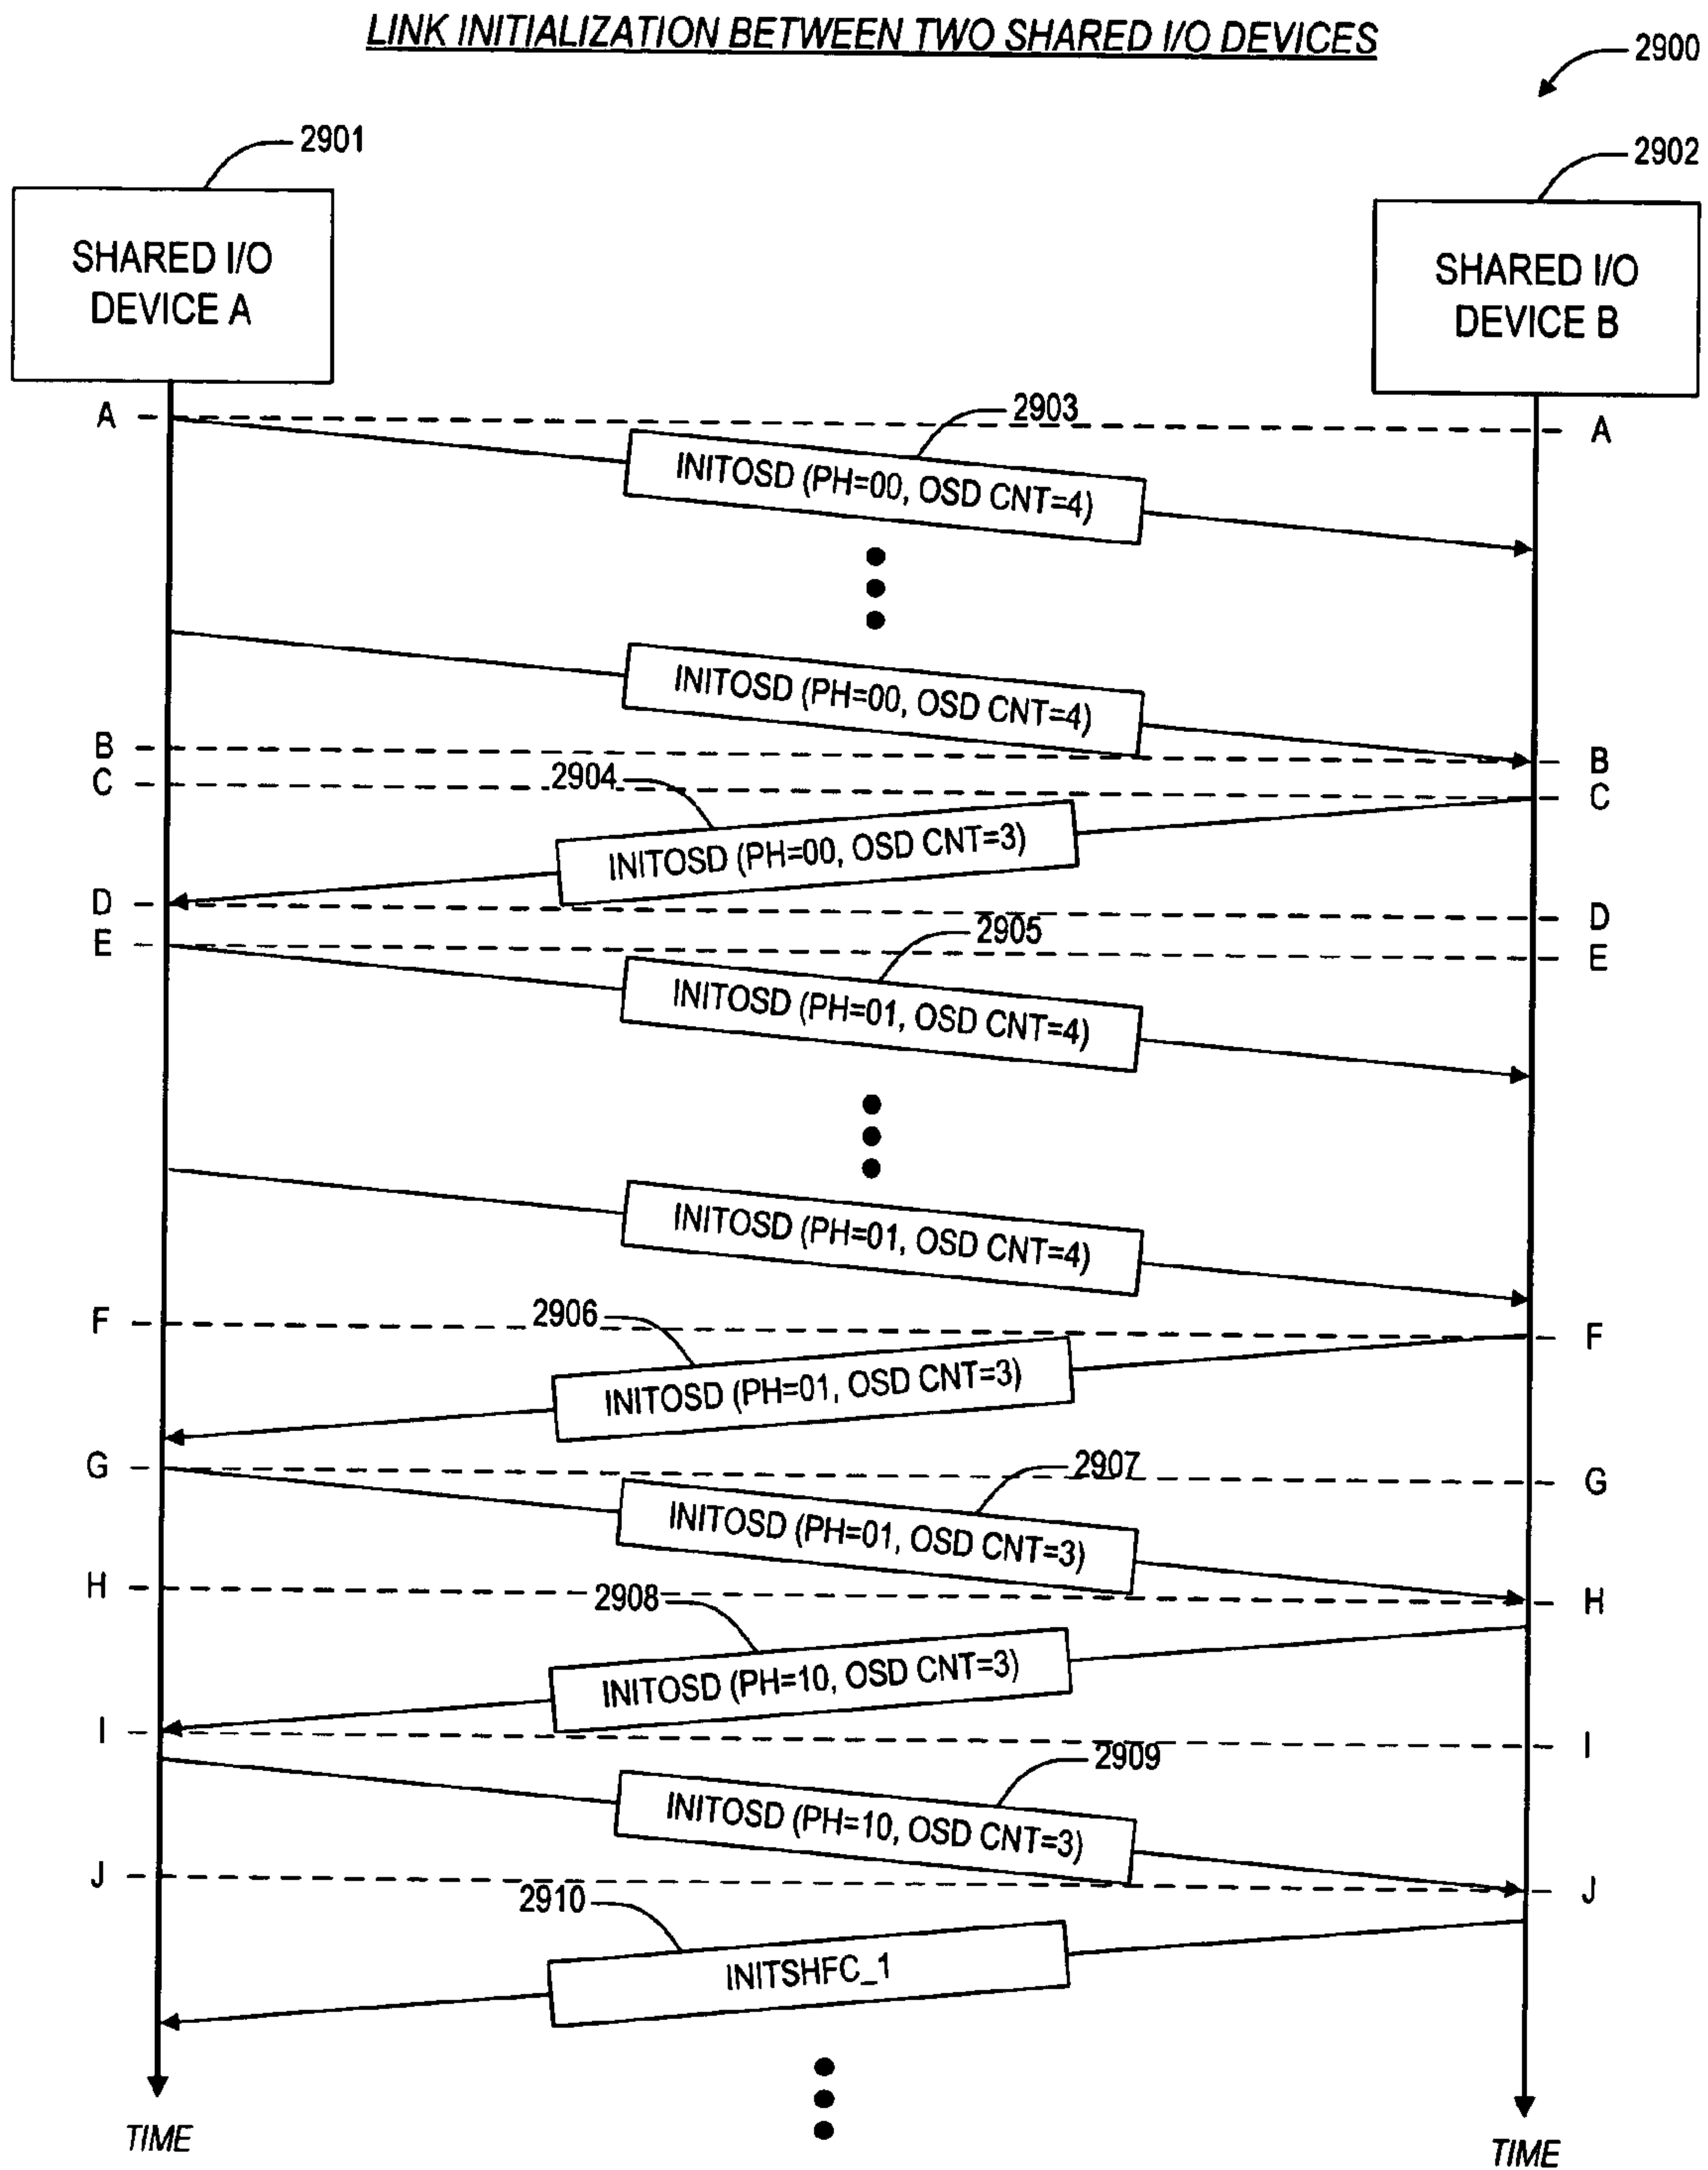 LINK INITIALIZATION BETWEEN TWO SHARED I/O DEVICES
2900
2901
2902
SHARED I/O
DEVICE A
SHARED I/O
DEVICE B
A
2903
A
INITOSD (PH=00, OSD CNT=4)
INITOSD (PH=00, OSD CNT=4)
B
B
C
2904
C
INITOSD (PH=00, OSD CNT=3)
D
D
E
2905
E
INITOSD (PH=01, OSD CNT=4)
INITOSD (PH=01, OSD CNT=4)
F
2906
F
INITOSD (PH=01, OSD CNT=3)
G
2907
G
INITOSD (PH=01, OSD CNT=3)
H
2908
H
INITOSD (PH=10, OSD CNT=3)
I
I
2909
INITOSD (PH=10, OSD CNT=3)
J
J
2910
INITSHFC_1
TIME
TIME